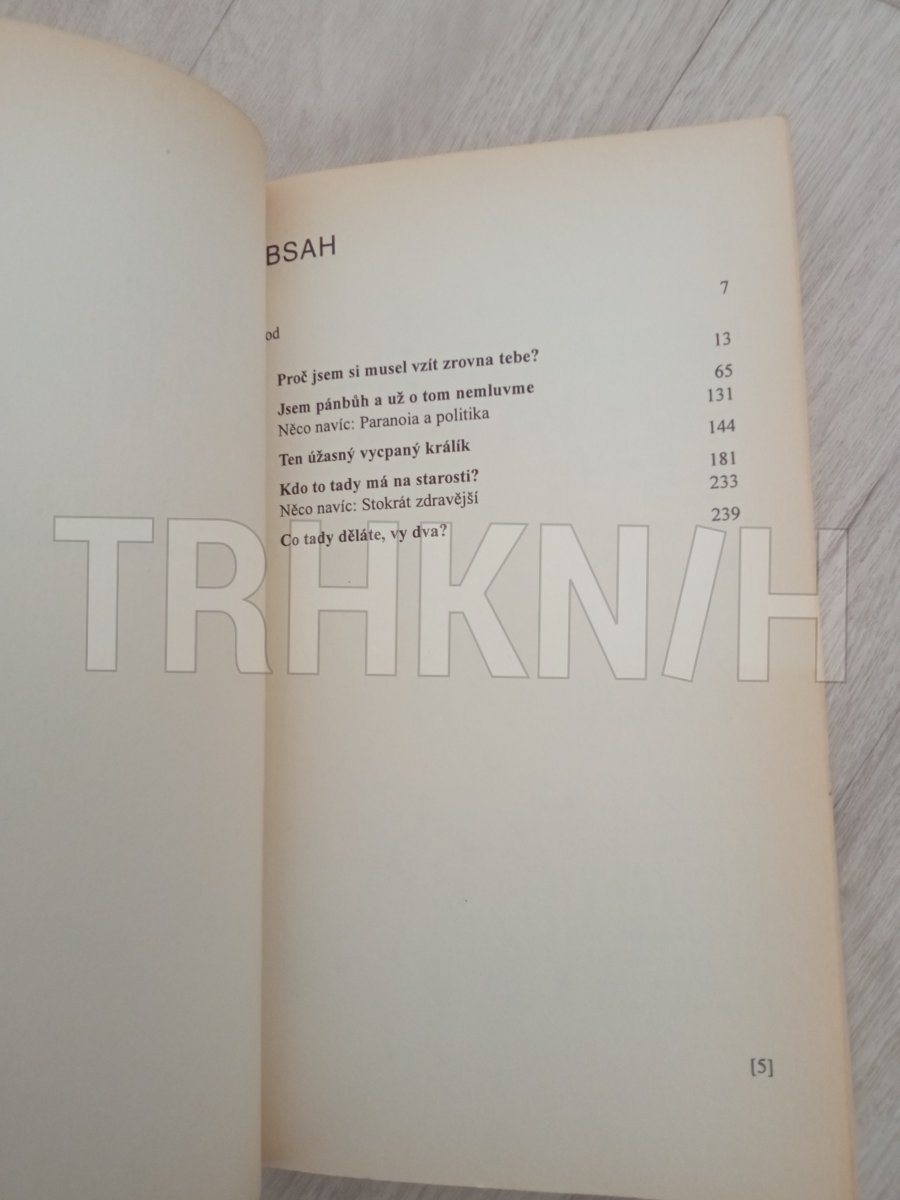 BSAH
od 7
Proč jsem si musel vzít zrovna tebe? 13
Jsem pánbůh a už o tom nemluvme 65
Něco navíc: Paranoia a politika 131
Ten úžasný vycpaný králík 144
Kdo to tady má na starosti? 181
Něco navíc: Stokrát zdravější 233
Co tady děláte, vy dva? 239
TRHKN/H
[5]